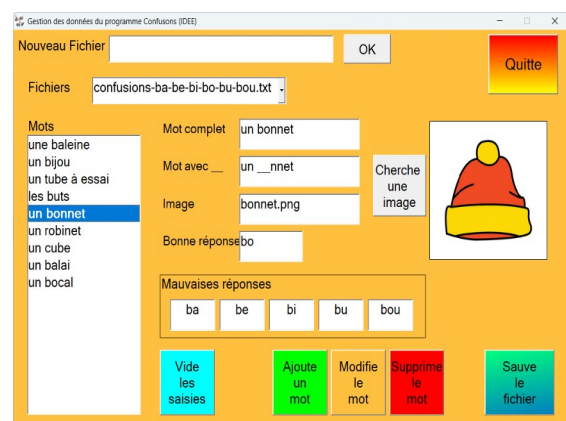 Gestion des données du programme Confusons (IDEE)
Nouveau Fichier
OK
Quitte
Fichiers
confusions-ba-be-bi-bo-bu-bou.txt
Mots
une baleine
un bijou
un tube à essai
les buts
un bonnet
un robinet
un cube
un balai
un bocal
Mot complet
un bonnet
Mot avec __
un __nnet
Image
bonnet.png
Bonne réponse
bo
Cherche
une
image
Mauvaises réponses
ba
be
bi
bu
bou
Vide
les
saisies
Ajoute
un
mot
Modifie
le
mot
Supprime
le
mot
Sauve
le
fichier